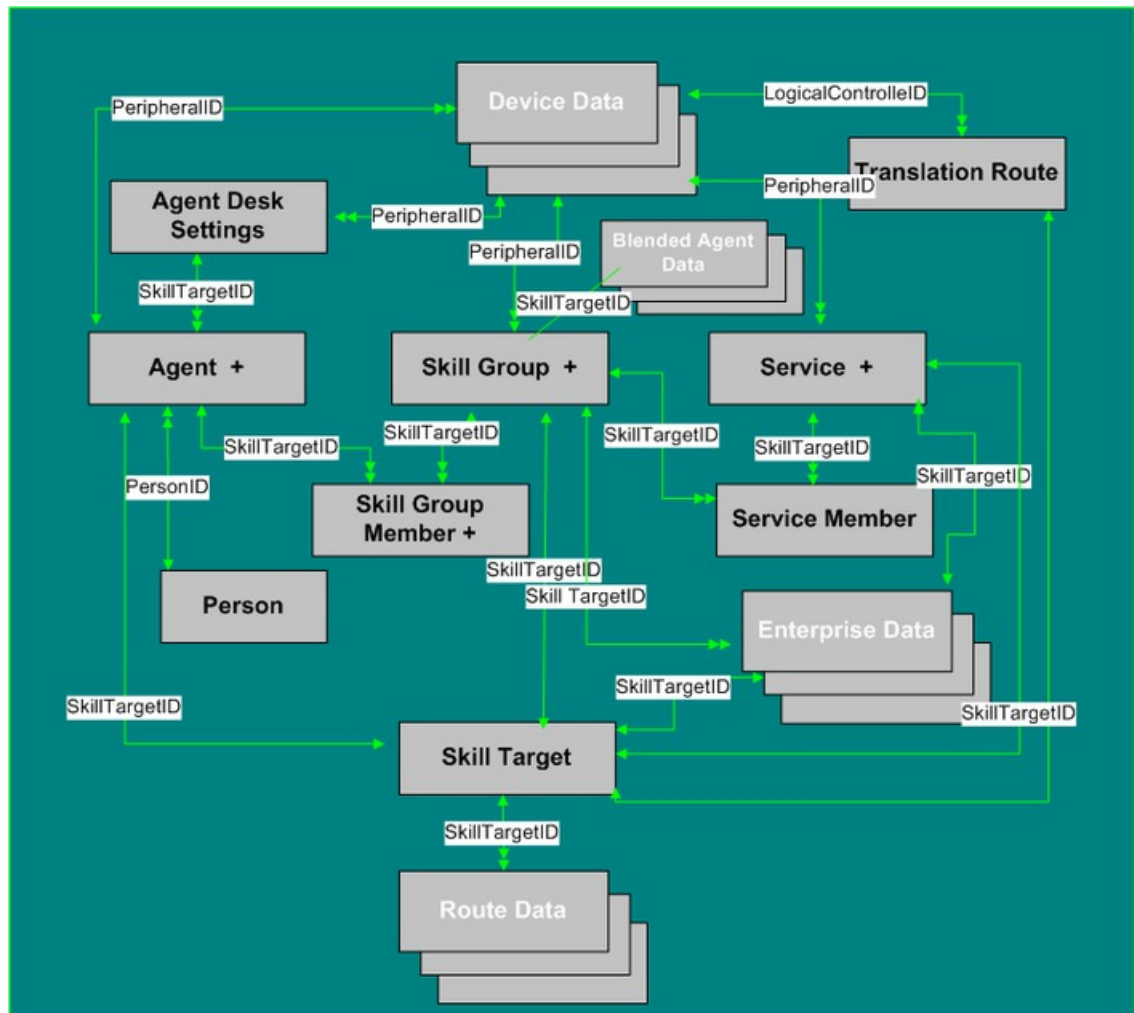 Device Data
PeripheralID
LogicalControlleID
Translation Route
PeripheralID
Agent Desk
Settings
PeripheralID
PeripheralID
Blended Agent
Data
SkillTargetID
SkillTargetID
Agent +
Skill Group +
Service +
SkillTargetID
SkillTargetID
SkillTargetID
SkillTargetID
SkillTargetID
PersonID
Skill Group
Member +
Service Member
SkillTargetID
Skill TargetID
Person
Enterprise Data
SkillTargetID
SkillTargetID
SkillTargetID
Skill Target
SkillTargetID
Route Data